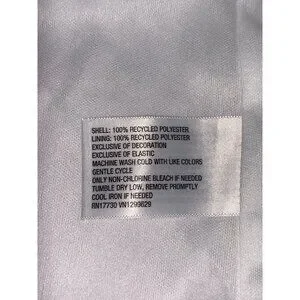 SHELL: 100% RECYCLED POLYESTER
LINING: 100% RECYCLED POLYESTER
EXCLUSIVE OF DECORATION
EXCLUSIVE OF ELASTIC
MACHINE WASH COLD WITH LIKE COLORS
GENTLE CYCLE
ONLY NON-CHLORINE BLEACH IF NEEDED
TUMBLE DRY LOW, REMOVE PROMPTLY
COOL IRON IF NEEDED
RN17730 VN1299829